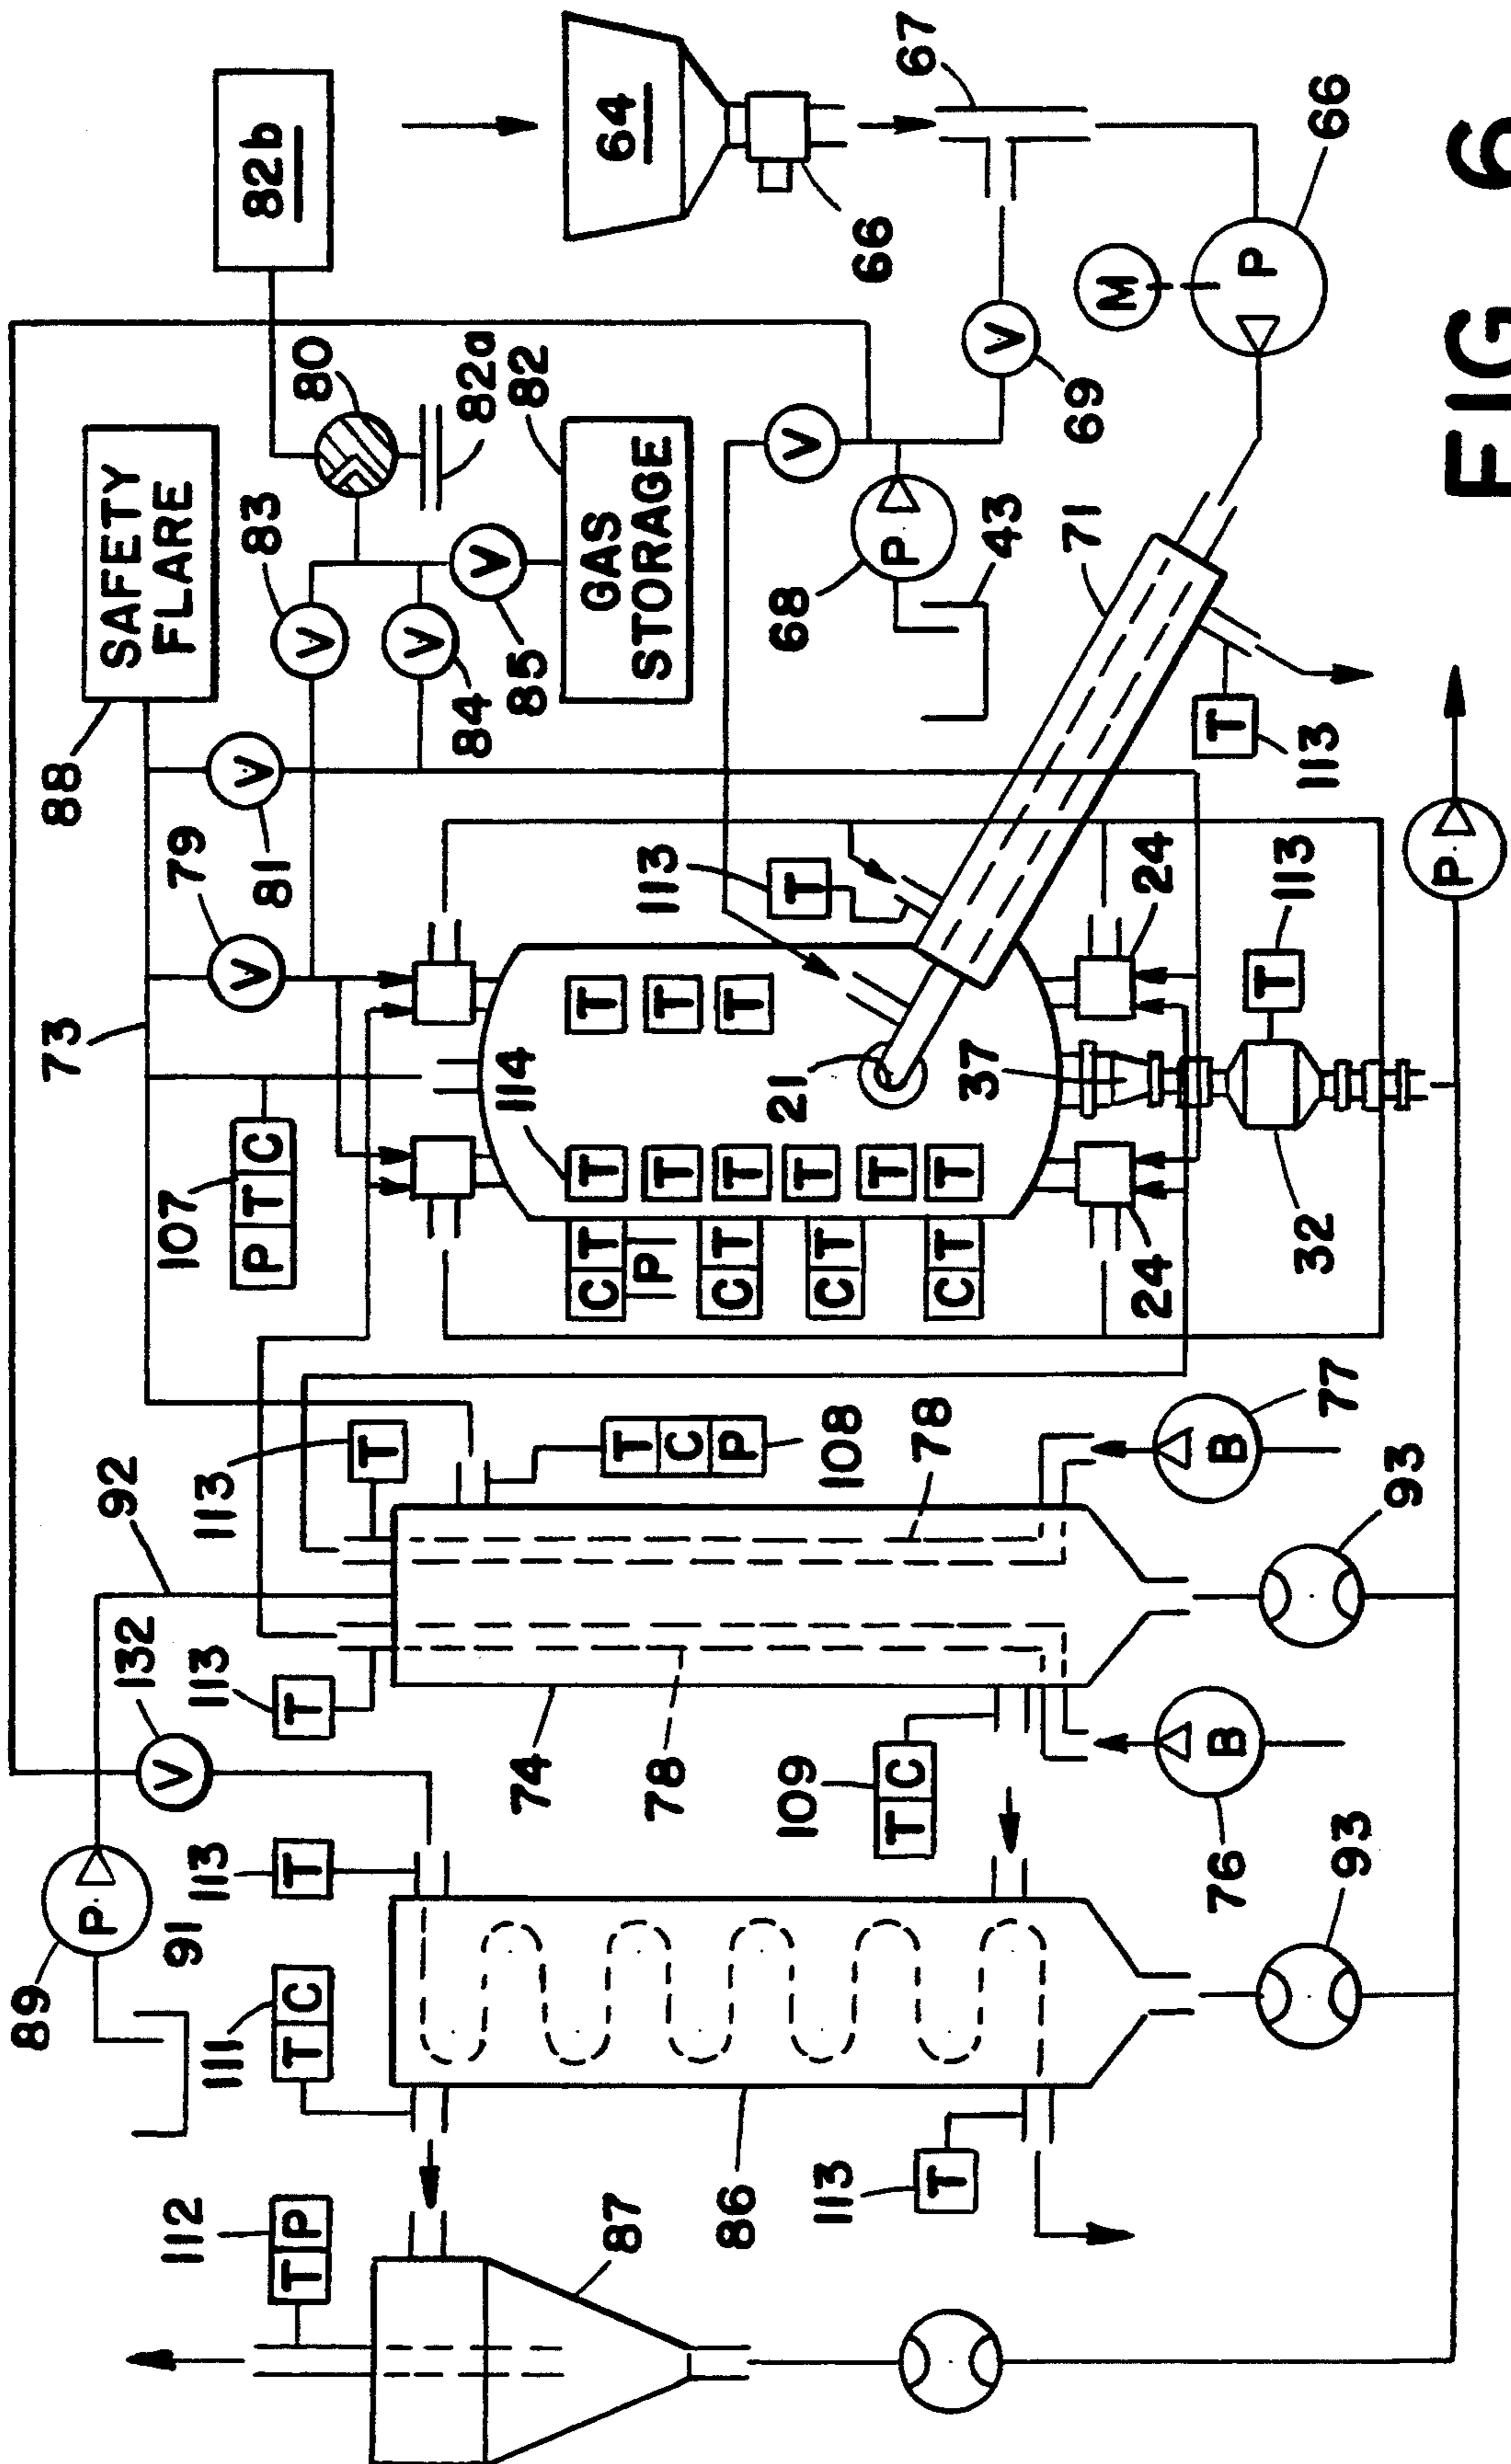 89
88
73
P
SAFETY
FLARE
92
132
V
112
91
107
79
113
113
111
113
81
83
82b
V
V
P T C
T P
T C
T
T
V
80
T
V
84
82a
V
85
82
GAS
STORAGE
114
T
T
T
T
T
T
T
T
T
C T
P
C T
C T
C T
64
87
74
78
T
C
P
113
T
68
P
V
66
67
86
113
T
109
T C
108
78
21
37
43
V
69
71
M
76
B
77
B
24
24
T
113
32
T
113
P
66
93
93
P
FIG 6